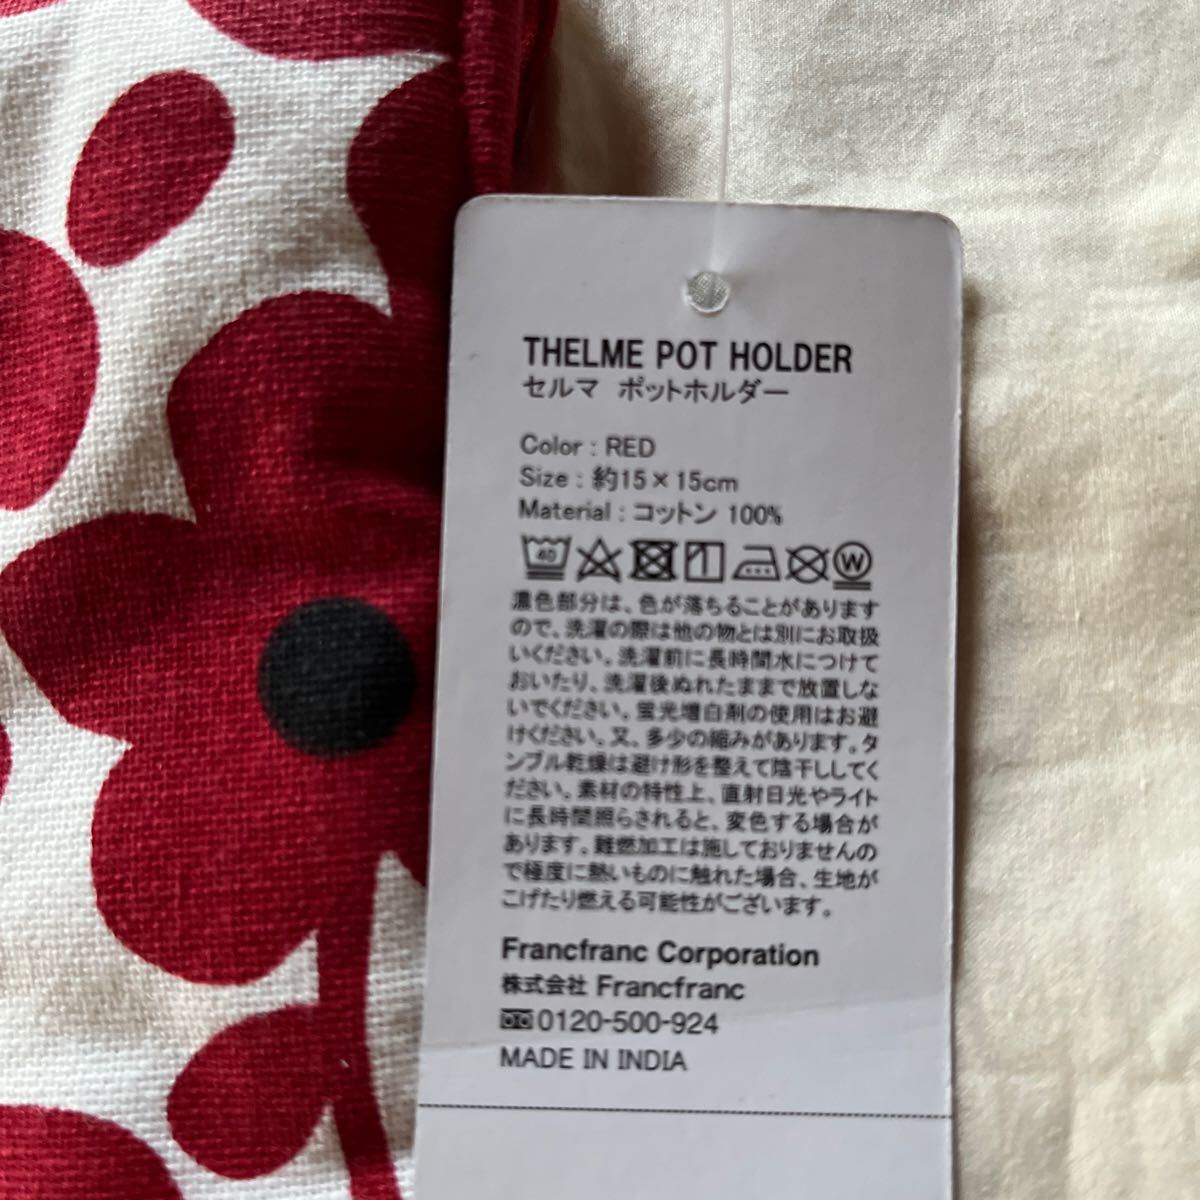 THELME POT HOLDER
セルマ ポットホルダー
Color : RED
Size : 約15×15cm
Material : コットン 100%
40 W
濃色部分は、色が落ちることがあります
ので、洗濯の際は他の物とは別にお取扱
いください。洗濯前に長時間水につけて
おいたり、洗濯後ぬれたままで放置しな
いでください。蛍光増白剤の使用はお避
けください。又、多少の縮みがあります。タ
ンブル乾燥は避け形を整えて陰干ししてく
ださい。素材の特性上、直射日光やライト
に長時間照らされると、変色する場合が
あります。難燃加工は施しておりませんの
で極度に熱いものに触れた場合、生地が
こげたり燃える可能性がございます。
Francfranc Corporation
株式会社 Francfranc
0120-500-924
MADE IN INDIA